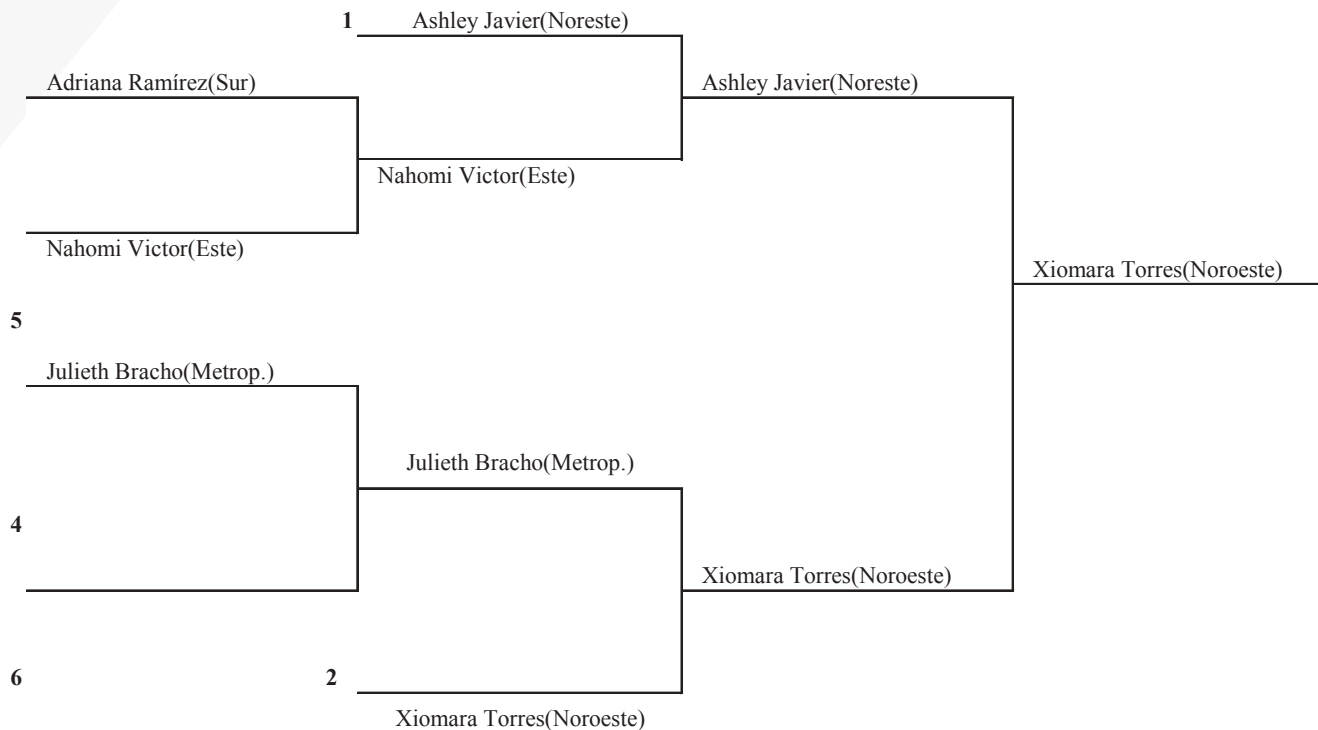 1
Ashley Javier(Noreste)
Adriana Ramírez(Sur)
Ashley Javier(Noreste)
Nahomi Victor(Este)
Nahomi Victor(Este)
Xiomara Torres(Noroeste)
5
Julieth Bracho(Metrop.)
Julieth Bracho(Metrop.)
4
Xiomara Torres(Noroeste)
6
2
Xiomara Torres(Noroeste)